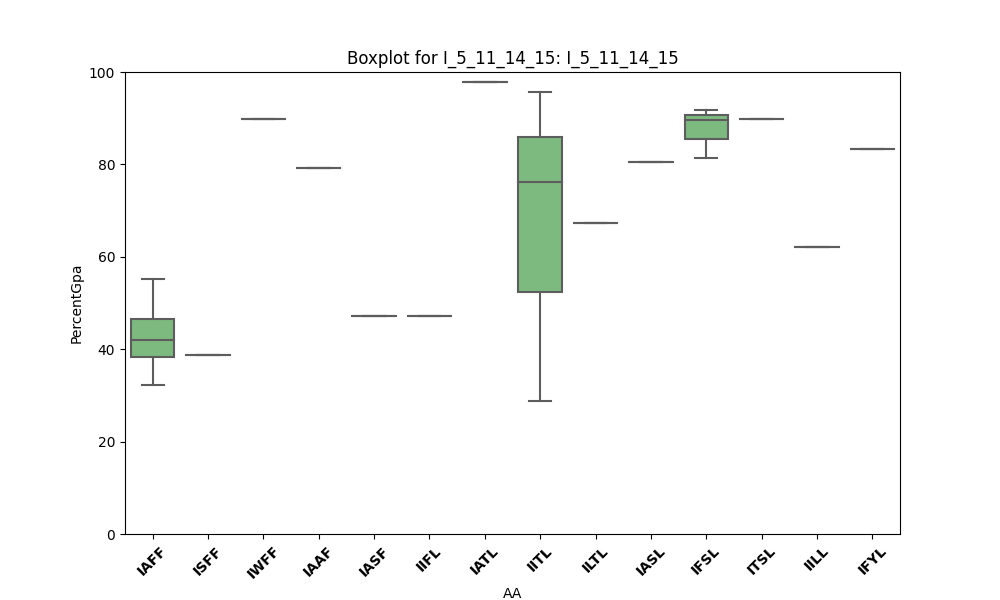 Boxplot for I_5_11_14_15: I_5_11_14_15
100
80
60
40
20
0
PercentGpa
IAFF ISFF IWFF IAAF IASF IIFL IATL IITL ILTL IASL IFSL ITSL IILL IFYL
AA